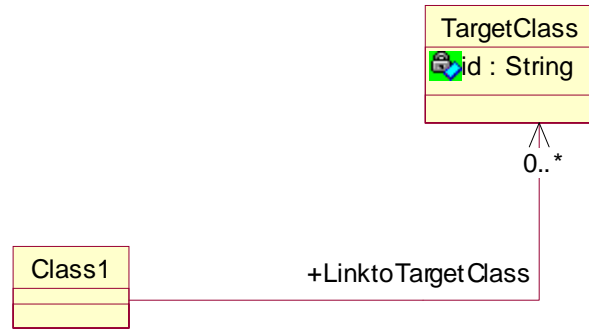 TargetClass
id : String
0..*
Class1
+LinktoTargetClass